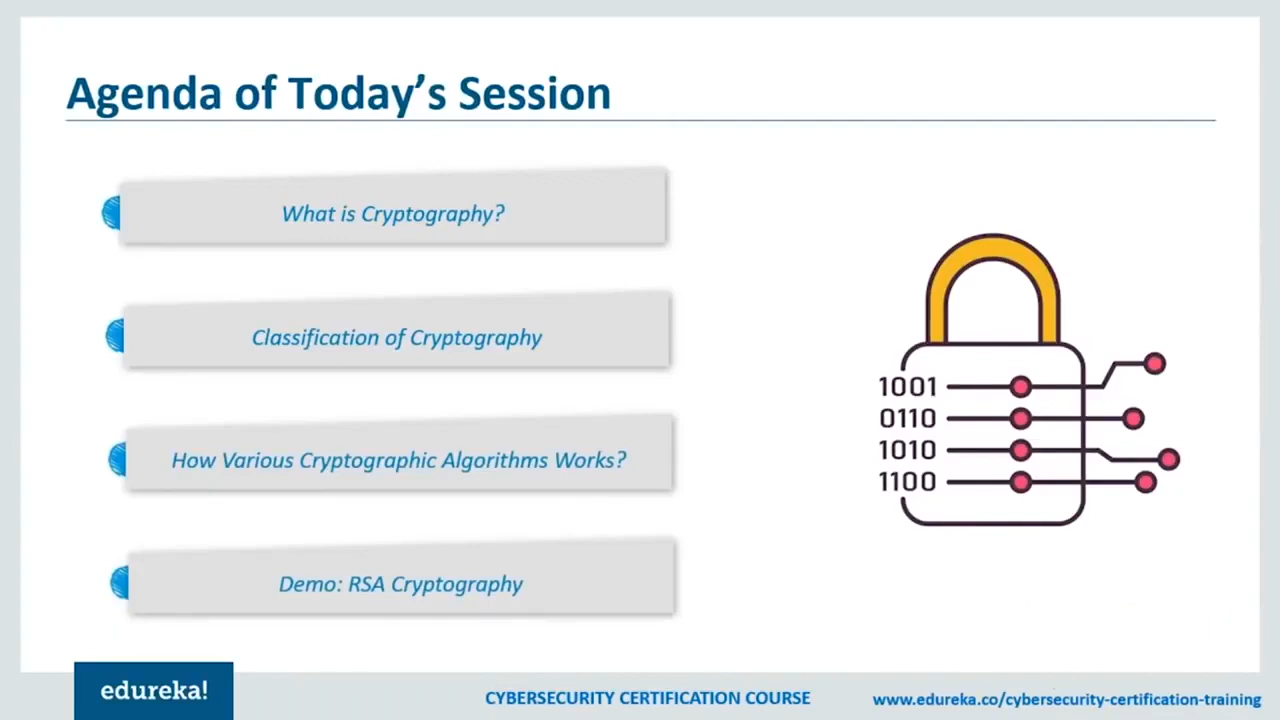 Agenda of Today's Session
What is Cryptography?
Classification of Cryptography
How Various Cryptographic Algorithms Works?
Demo: RSA Cryptography
1001
0110
1010
1100
edureka!
CYBERSECURITY CERTIFICATION COURSE
www.edureka.co/cybersecurity-certification-training